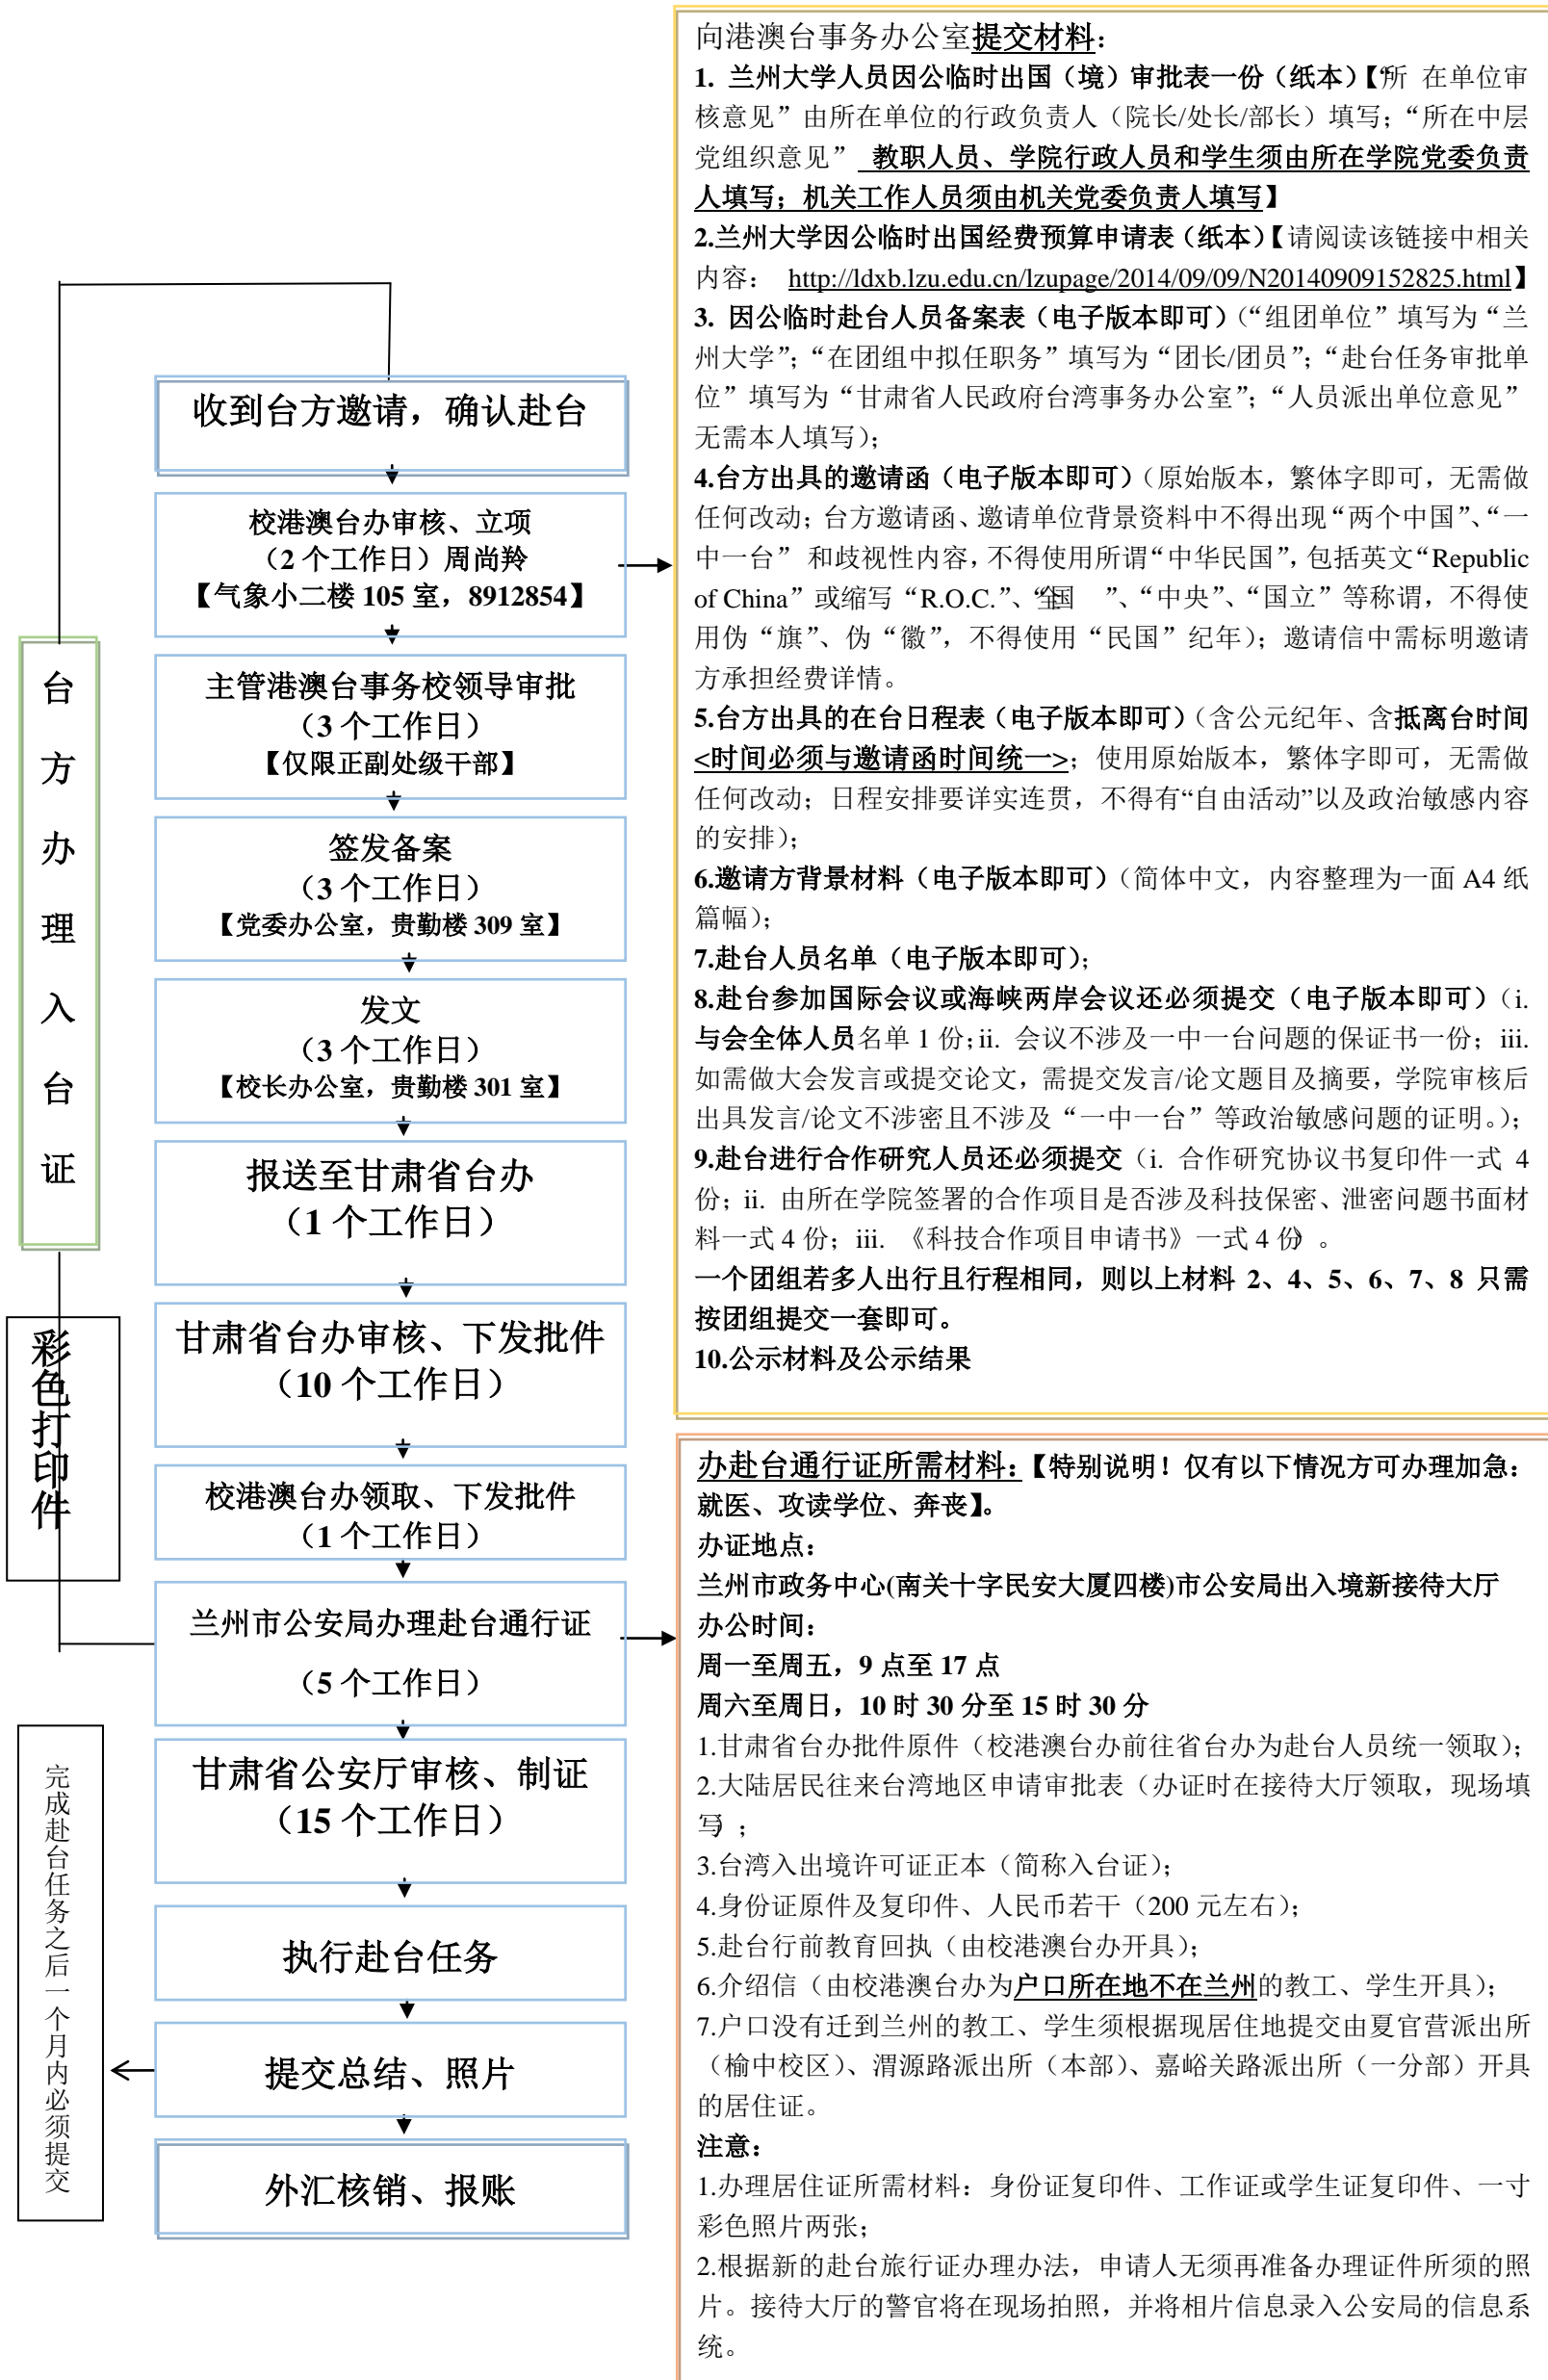 收到台方邀请，确认赴台
校港澳台办审核、立项
（2 个工作日）周尚羚
【气象小二楼 105 室，8912854】
主管港澳台事务校领导审批
（3 个工作日）
【仅限正副处级干部】
签发备案
（3 个工作日）
【党委办公室，贵勤楼 309 室】
发文
（3 个工作日）
【校长办公室，贵勤楼 301 室】
报送至甘肃省台办
（1 个工作日）
甘肃省台办审核、下发批件
（10 个工作日）
校港澳台办领取、下发批件
（1 个工作日）
兰州市公安局办理赴台通行证
（5 个工作日）
甘肃省公安厅审核、制证
（15 个工作日）
执行赴台任务
提交总结、照片
外汇核销、报账
台方办理入台证
彩色打印件
完成赴台任务之后一个月内必须提交
向港澳台事务办公室提交材料：
1. 兰州大学人员因公临时出国（境）审批表一份（纸本）【“所 在单位审
核意见”由所在单位的行政负责人（院长/处长/部长）填写；“所在中层
党组织意见” 教职人员、学院行政人员和学生须由所在学院党委负责
人填写；机关工作人员须由机关党委负责人填写】
2.兰州大学因公临时出国经费预算申请表（纸本）【请阅读该链接中相关
内容： http://ldxb.lzu.edu.cn/lzupage/2014/09/09/N20140909152825.html】
3. 因公临时赴台人员备案表（电子版本即可）（“组团单位”填写为“兰
州大学”；“在团组中拟任职务”填写为“团长/团员”；“赴台任务审批单
位”填写为“甘肃省人民政府台湾事务办公室”；“人员派出单位意见”
无需本人填写）；
4.台方出具的邀请函（电子版本即可）（原始版本，繁体字即可，无需做
任何改动；台方邀请函、邀请单位背景资料中不得出现“两个中国”、“一
中一台” 和歧视性内容，不得使用所谓“中华民国”，包括英文“Republic
of China”或缩写“R.O.C.”、“全国 ”、“中央”、“国立”等称谓，不得使
用伪“旗”、伪“徽”，不得使用“民国”纪年）；邀请信中需标明邀请
方承担经费详情。
5.台方出具的在台日程表（电子版本即可）（含公元纪年、含抵离台时间
<时间必须与邀请函时间统一>；使用原始版本，繁体字即可，无需做
任何改动；日程安排要详实连贯，不得有“自由活动”以及政治敏感内容
的安排）；
6.邀请方背景材料（电子版本即可）（简体中文，内容整理为一面 A4 纸
篇幅）；
7.赴台人员名单（电子版本即可）；
8.赴台参加国际会议或海峡两岸会议还必须提交（电子版本即可）（i.
与会全体人员名单 1 份；ii. 会议不涉及一中一台问题的保证书一份；iii.
如需做大会发言或提交论文，需提交发言/论文题目及摘要，学院审核后
出具发言/论文不涉密且不涉及“一中一台”等政治敏感问题的证明。）；
9.赴台进行合作研究人员还必须提交（i. 合作研究协议书复印件一式 4
份；ii. 由所在学院签署的合作项目是否涉及科技保密、泄密问题书面材
料一式 4 份；iii. 《科技合作项目申请书》一式 4 份）。
一个团组若多人出行且行程相同，则以上材料 2、4、5、6、7、8 只需
按团组提交一套即可。
10.公示材料及公示结果
办赴台通行证所需材料：【特别说明！仅有以下情况方可办理加急：
就医、攻读学位、奔丧】。
办证地点：
兰州市政务中心(南关十字民安大厦四楼)市公安局出入境新接待大厅
办公时间：
周一至周五，9 点至 17 点
周六至周日，10 时 30 分至 15 时 30 分
1.甘肃省台办批件原件（校港澳台办前往省台办为赴台人员统一领取）；
2.大陆居民往来台湾地区申请审批表（办证时在接待大厅领取，现场填
写）；
3.台湾入出境许可证正本（简称入台证）；
4.身份证原件及复印件、人民币若干（200 元左右）；
5.赴台行前教育回执（由校港澳台办开具）；
6.介绍信（由校港澳台办为户口所在地不在兰州的教工、学生开具）；
7.户口没有迁到兰州的教工、学生须根据现居住地提交由夏官营派出所
（榆中校区）、渭源路派出所（本部）、嘉峪关路派出所（一分部）开具
的居住证。
注意：
1.办理居住证所需材料：身份证复印件、工作证或学生证复印件、一寸
彩色照片两张；
2.根据新的赴台旅行证办理办法，申请人无须再准备办理证件所须的照
片。接待大厅的警官将在现场拍照，并将相片信息录入公安局的信息系
统。